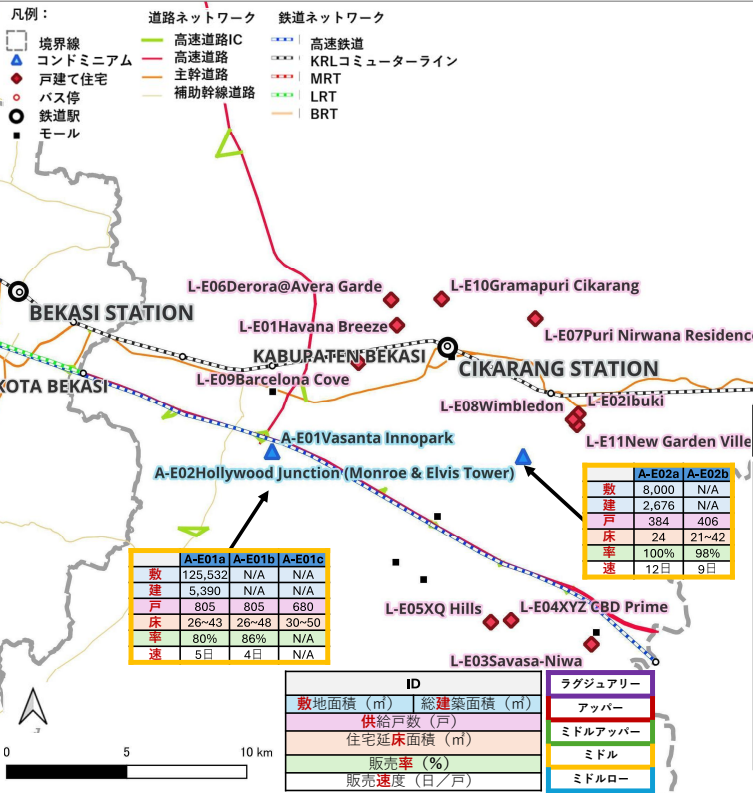 凡例：
境界線
コンドミニアム
戸建て住宅
バス停
鉄道駅
モール
道路ネットワーク
高速道路IC
高速道路
主幹道路
補助幹線道路
鉄道ネットワーク
高速鉄道
KRLコミューターライン
MRT
LRT
BRT
L-E06Derora@Avera Garde
L-E10Gramapuri Cikarang
BEKASI STATION
L-E01Havana Breeze
L-E07Puri Nirwana Residence
KABUPATEN BEKASI
CIKARANG STATION
KOTA BEKASI
L-E09Barcelona Cove
L-E08Wimbledon
L-E02Ibuki
A-E01Vasanta Innopark
L-E11New Garden Ville
A-E02Hollywood Junction (Monroe & Elvis Tower)
A-E02a A-E02b
敷 8,000 N/A
建 2,676 N/A
戸 384 406
床 24 21~42
率 100% 98%
速 12日 9日
A-E01a A-E01b A-E01c
敷 125,532 N/A N/A
建 5,390 N/A N/A
戸 805 805 680
床 26~43 26~48 30~50
率 80% 86% N/A
速 5日 4日 N/A
L-E05XQ Hills
L-E04XYZ CBD Prime
L-E03Savasa-Niwa
ID
敷地面積（㎡） 総建築面積（㎡）
供給戸数（戸）
住宅延床面積（㎡）
販売率（%）
販売速度（日／戸）
ラグジュアリー
アッパー
ミドルアッパー
ミドル
ミドルロー
0 5 10 km